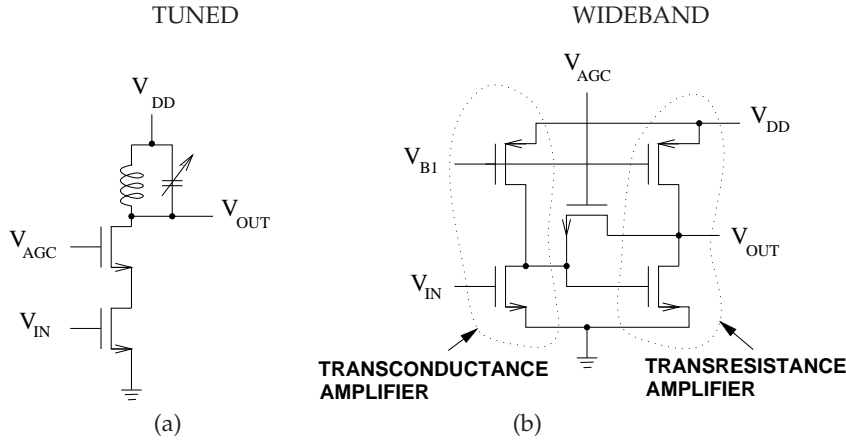 TUNED
WIDEBAND
V_DD
V_OUT
V_AGC
V_IN
(a)
V_AGC
V_DD
V_B1
V_OUT
V_IN
TRANSCONDUCTANCE
AMPLIFIER
TRANSRESISTANCE
AMPLIFIER
(b)